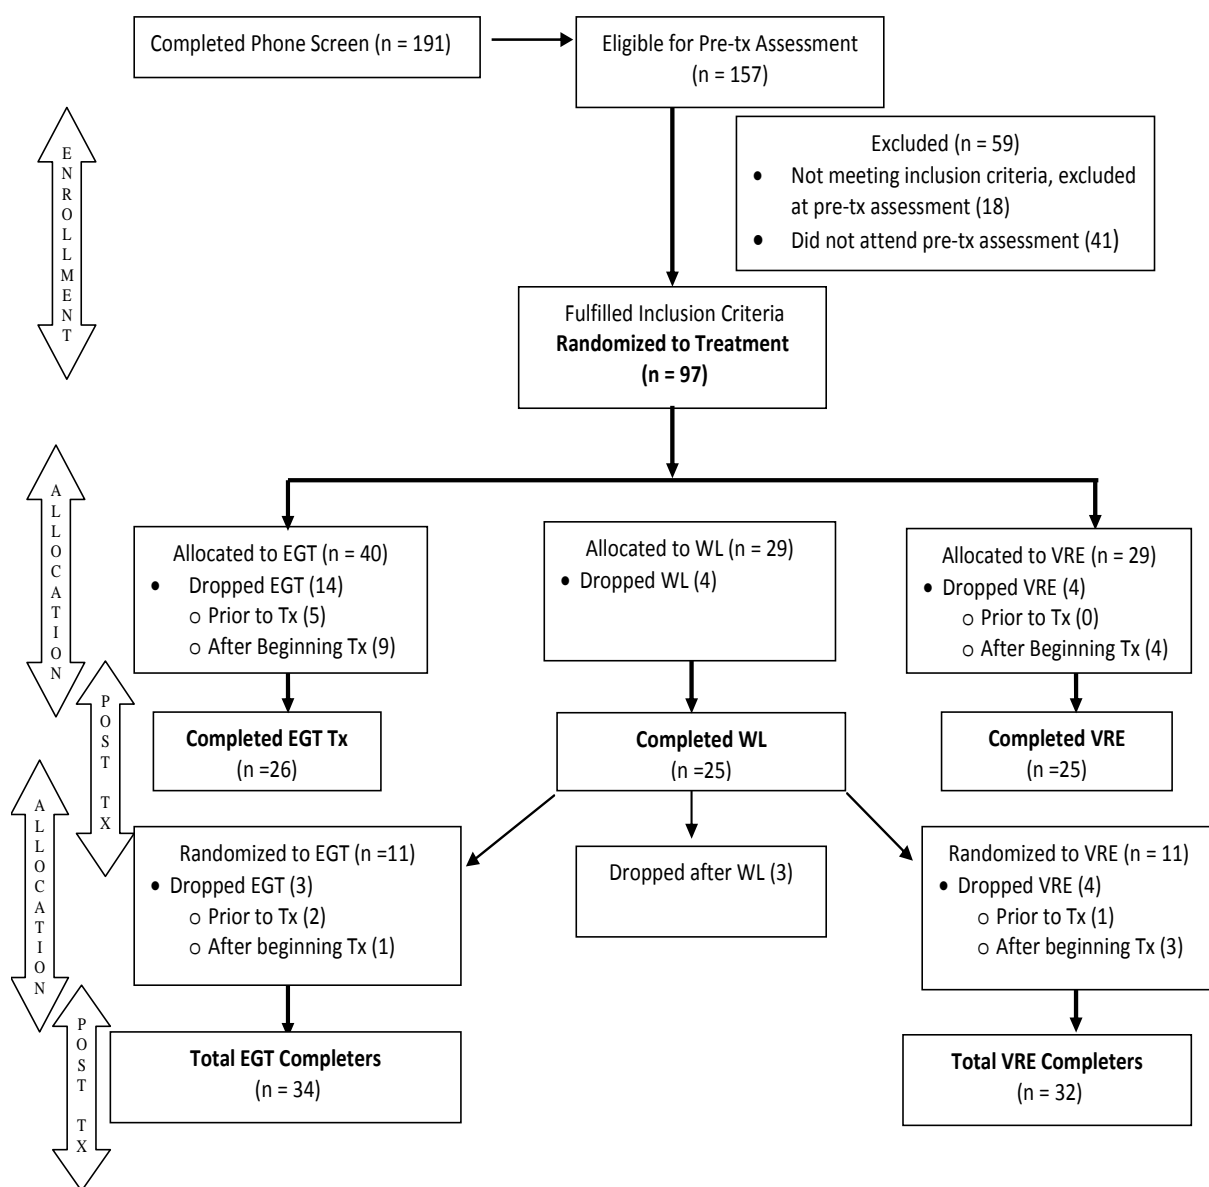 Completed Phone Screen (n = 191)
Eligible for Pre-tx Assessment
(n = 157)
Excluded (n = 59)
• Not meeting inclusion criteria, excluded
at pre-tx assessment (18)
• Did not attend pre-tx assessment (41)
ENROLLMENT
Fulfilled Inclusion Criteria
Randomized to Treatment
(n = 97)
ALLOCATION
Allocated to EGT (n = 40)
• Dropped EGT (14)
o Prior to Tx (5)
o After Beginning Tx (9)
Allocated to WL (n = 29)
• Dropped WL (4)
Allocated to VRE (n = 29)
• Dropped VRE (4)
o Prior to Tx (0)
o After Beginning Tx (4)
POST TX
Completed EGT Tx
(n =26)
Completed WL
(n =25)
Completed VRE
(n =25)
ALLOCATION
Randomized to EGT (n =11)
• Dropped EGT (3)
o Prior to Tx (2)
o After beginning Tx (1)
Dropped after WL (3)
Randomized to VRE (n = 11)
• Dropped VRE (4)
o Prior to Tx (1)
o After beginning Tx (3)
POST TX
Total EGT Completers
(n = 34)
Total VRE Completers
(n = 32)